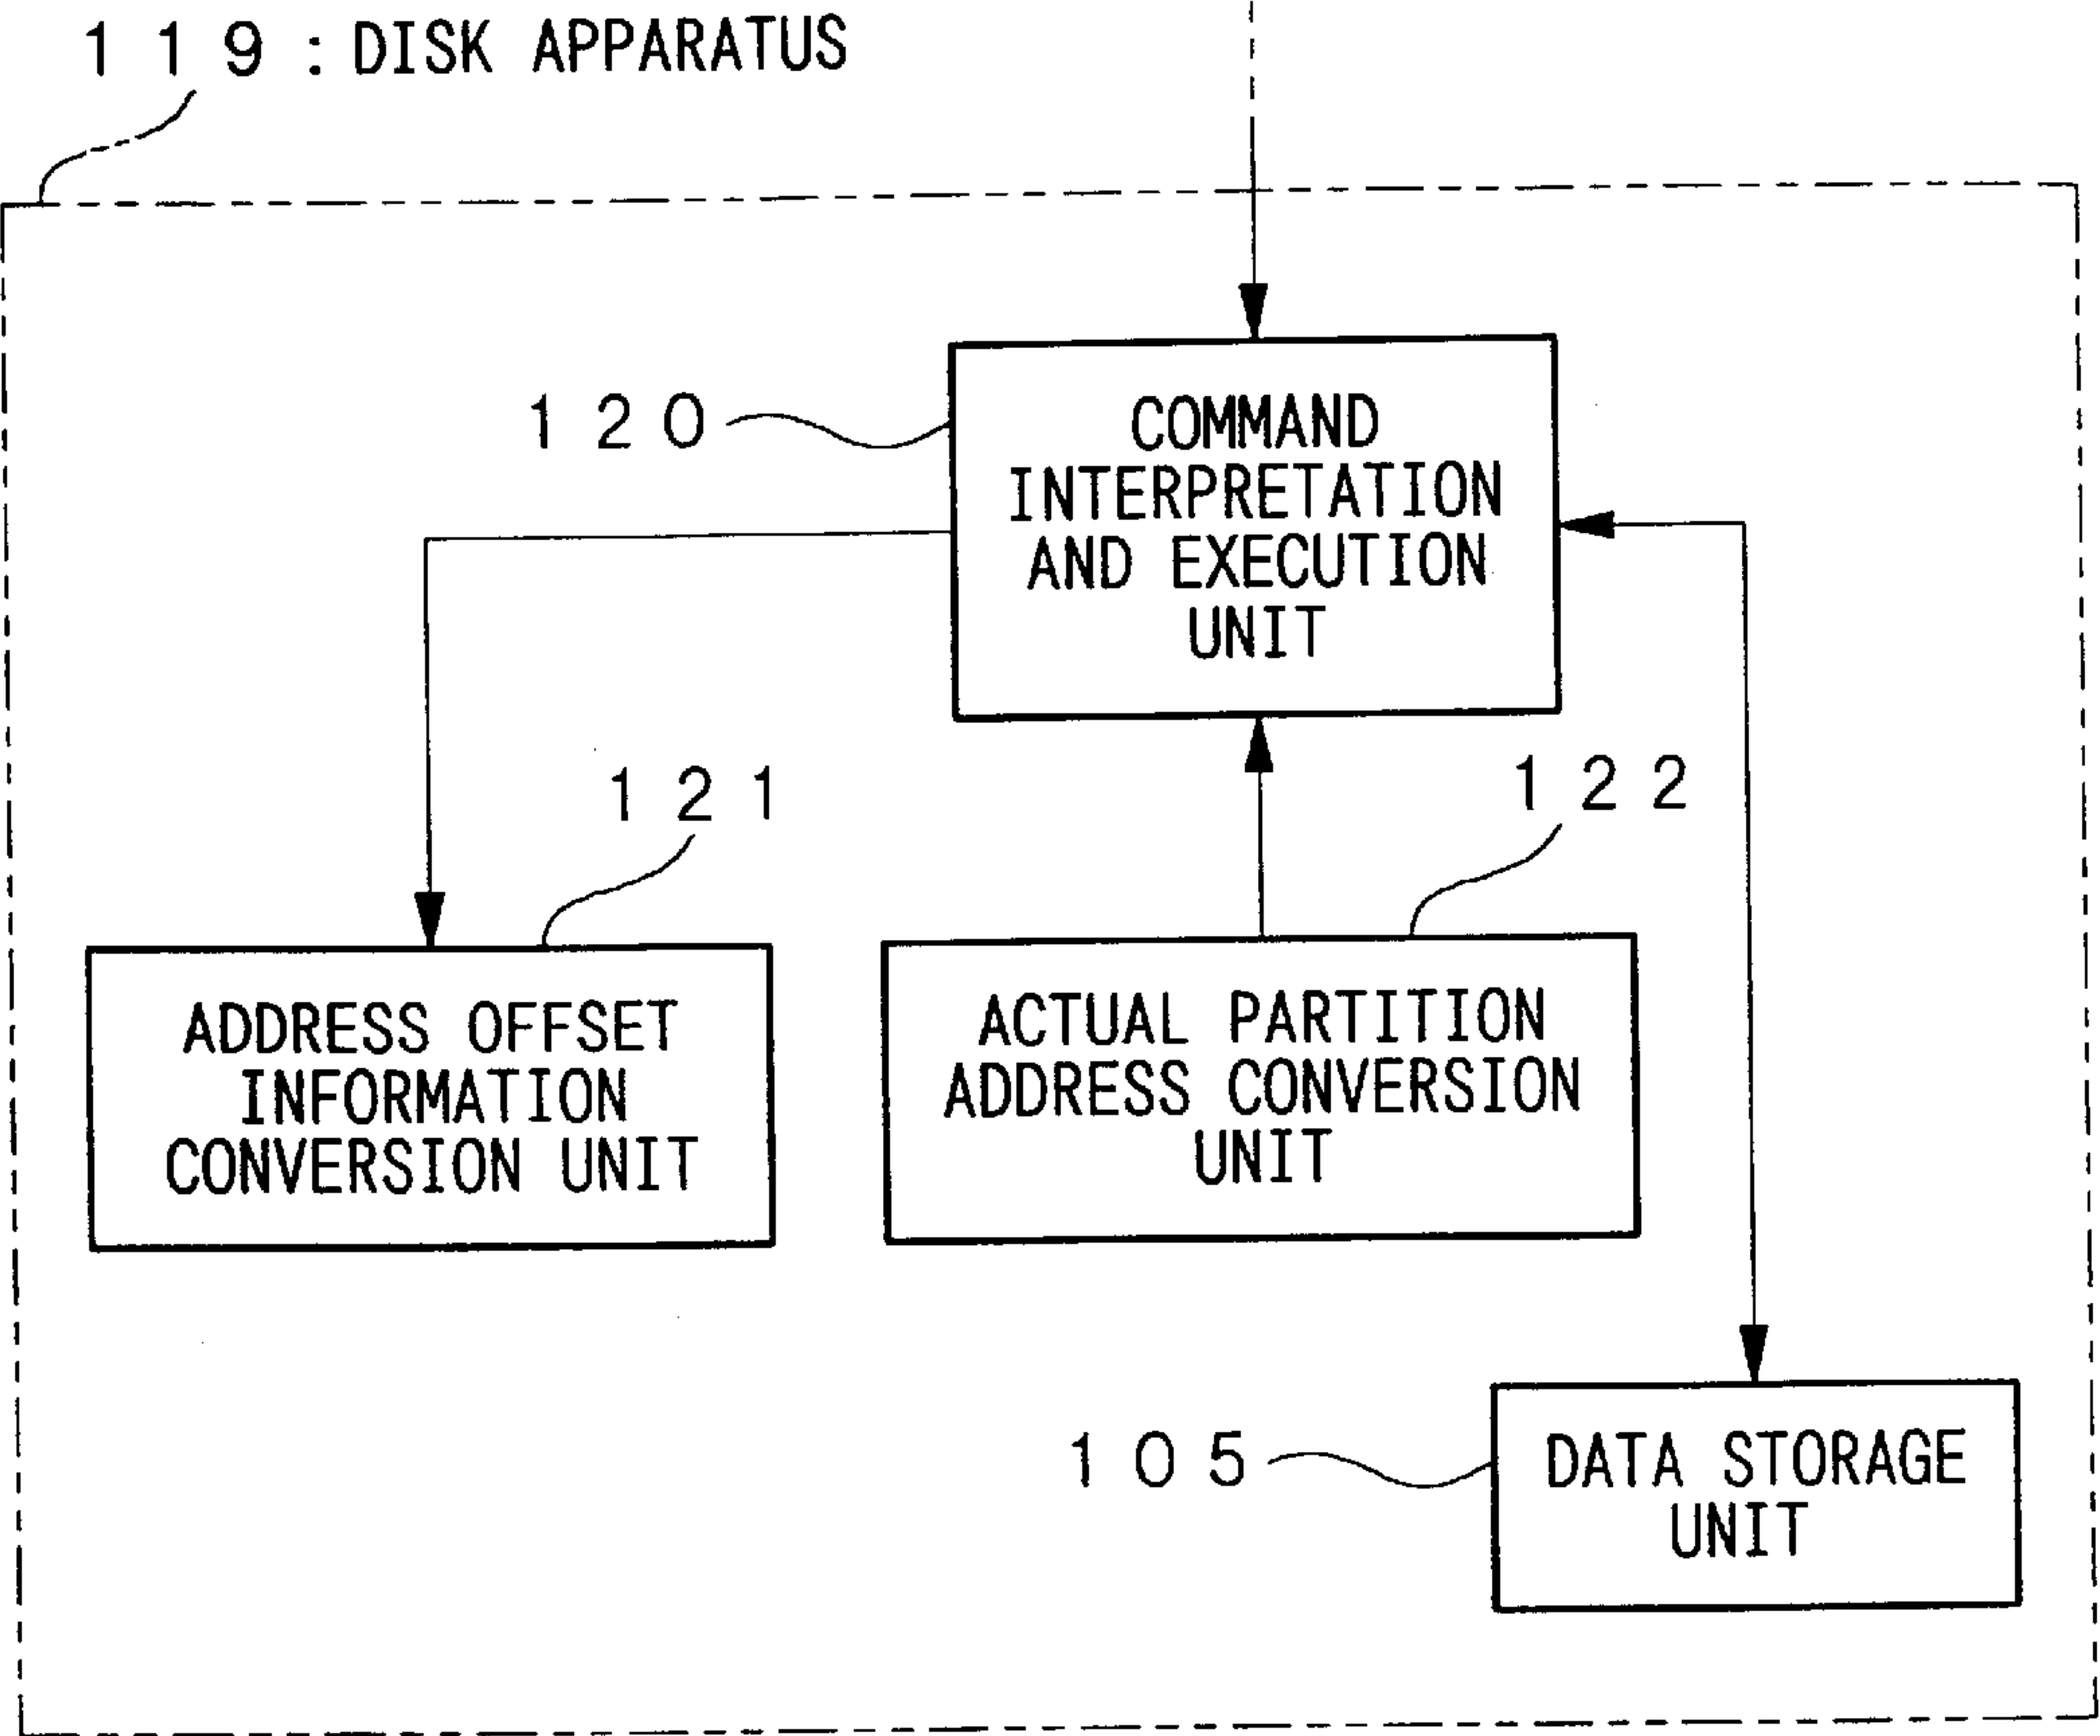 119: DISK APPARATUS
120
COMMAND
INTERPRETATION
AND EXECUTION
UNIT
121
122
ADDRESS OFFSET
INFORMATION
CONVERSION UNIT
ACTUAL PARTITION
ADDRESS CONVERSION
UNIT
105
DATA STORAGE
UNIT